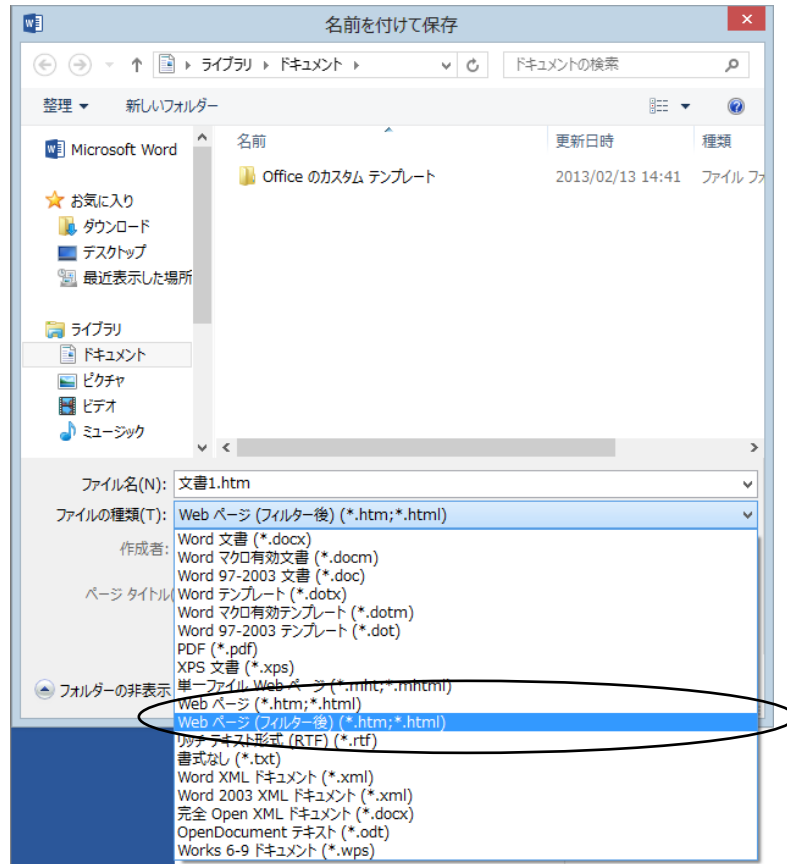 名前を付けて保存
ライブラリ ドキュメント ドキュメントの検索
整理 新しいフォルダー
Microsoft Word
名前 更新日時 種類
Office のカスタム テンプレート 2013/02/13 14:41 ファイル フ
お気に入り
ダウンロード
デスクトップ
最近表示した場所
ライブラリ
ドキュメント
ピクチャ
ビデオ
ミュージック
ファイル名(N): 文書1.htm
ファイルの種類(T): Web ページ (フィルター後) (*.htm;*.html)
作成者:
ページ タイトル(
フォルダーの非表示
Word 文書 (*.docx)
Word マクロ有効文書 (*.docm)
Word 97-2003 文書 (*.doc)
Word テンプレート (*.dotx)
Word マクロ有効テンプレート (*.dotm)
Word 97-2003 テンプレート (*.dot)
PDF (*.pdf)
XPS 文書 (*.xps)
単一ファイル Web ページ (*.mht;*.mhtml)
Web ページ (*.htm;*.html)
Web ページ (フィルター後) (*.htm;*.html)
リッチ テキスト形式 (RTF) (*.rtf)
書式なし (*.txt)
Word XML ドキュメント (*.xml)
Word 2003 XML ドキュメント (*.xml)
完全 Open XML ドキュメント (*.docx)
OpenDocument テキスト (*.odt)
Works 6-9 ドキュメント (*.wps)